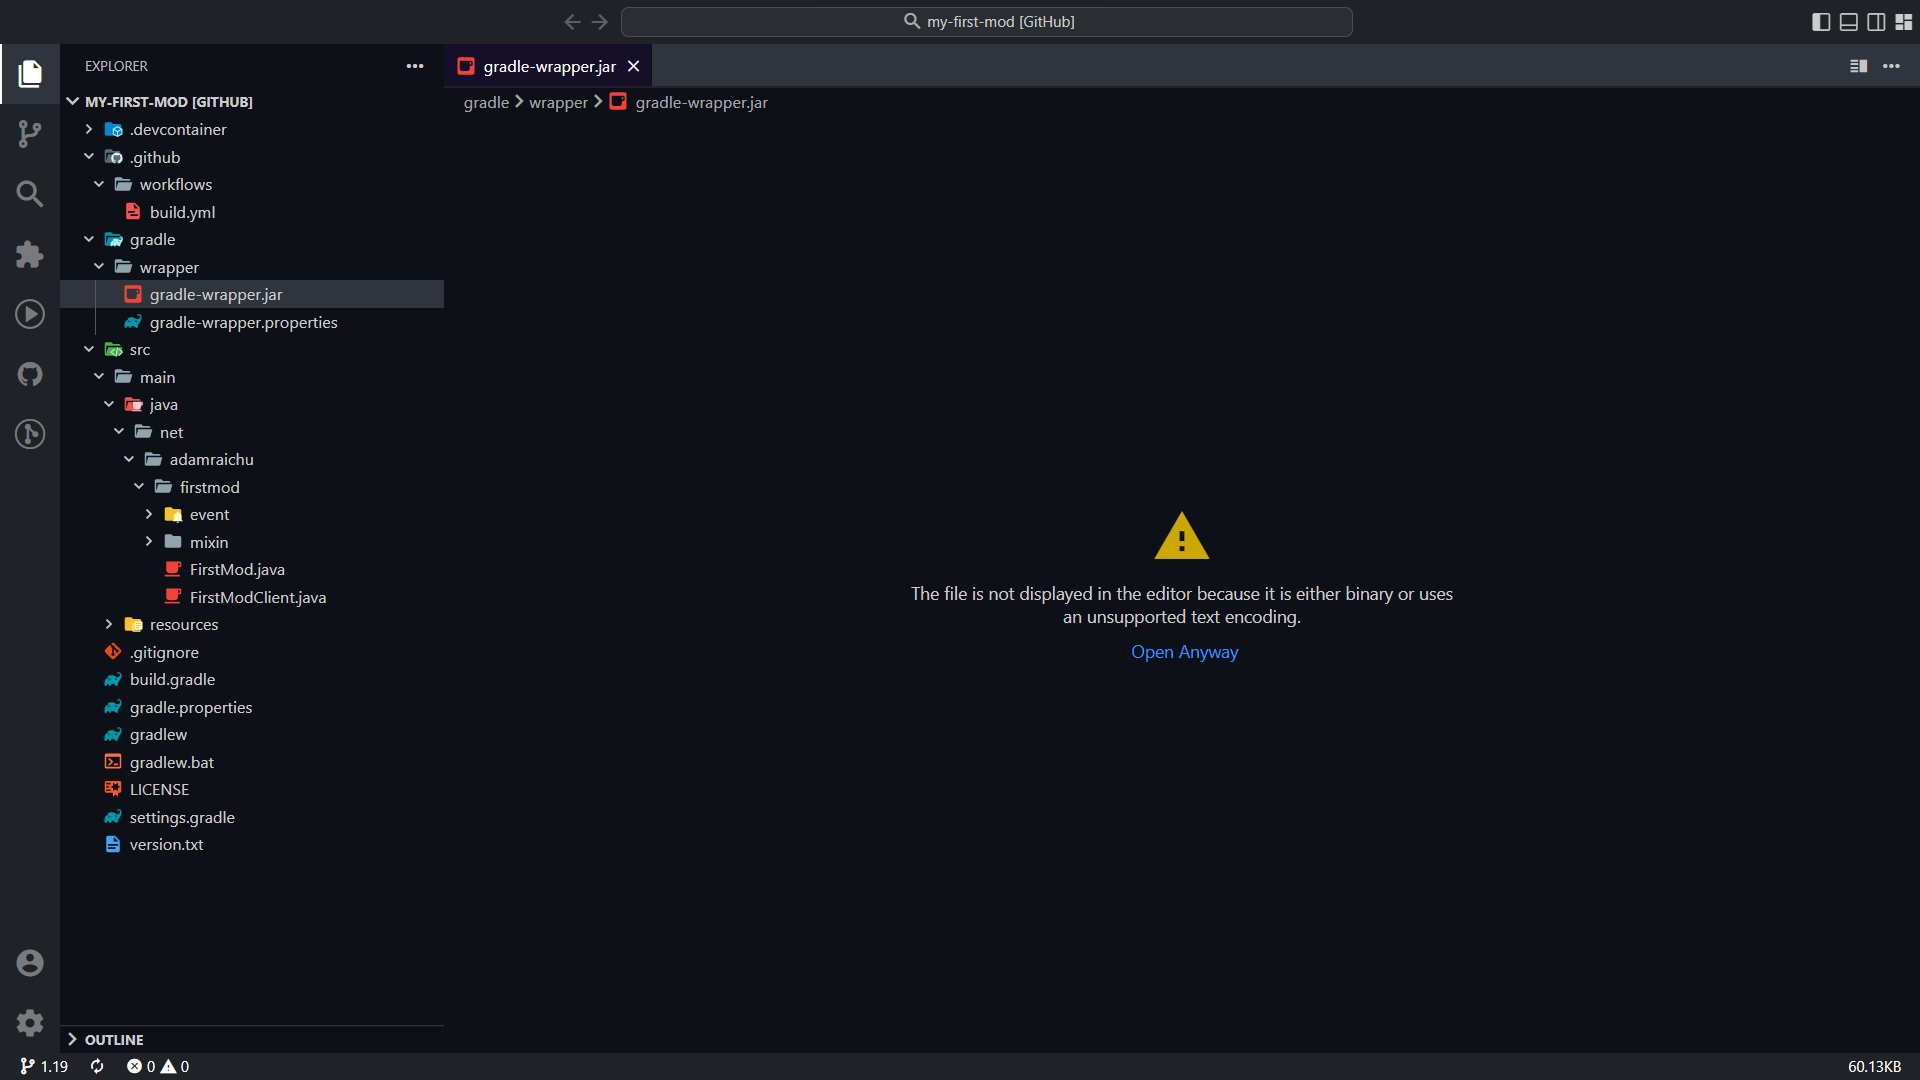 my-first-mod [GitHub]
EXPLORER
MY-FIRST-MOD [GITHUB]
.devcontainer
.github
workflows
build.yml
gradle
wrapper
gradle-wrapper.jar
gradle-wrapper.properties
src
main
java
net
adamraichu
firstmod
event
mixin
FirstMod.java
FirstModClient.java
resources
.gitignore
build.gradle
gradle.properties
gradlew
gradlew.bat
LICENSE
settings.gradle
version.txt
OUTLINE
gradle-wrapper.jar
gradle wrapper gradle-wrapper.jar
The file is not displayed in the editor because it is either binary or uses
an unsupported text encoding.
Open Anyway
1.19 0 0 60.13KB